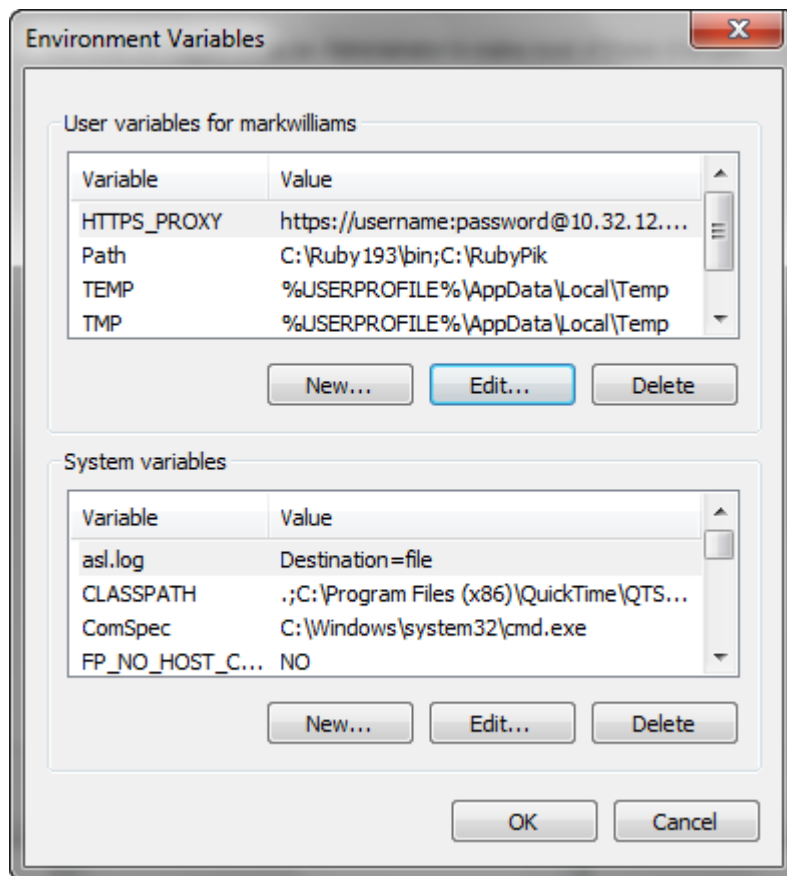 Environment Variables
User variables for markwilliams
Variable Value
HTTPS_PROXY https://username:password@10.32.12....
Path C:\Ruby193\bin;C:\RubyPik
TEMP %USERPROFILE%\AppData\Local\Temp
TMP %USERPROFILE%\AppData\Local\Temp
New... Edit... Delete
System variables
Variable Value
asl.log Destination=file
CLASSPATH .;C:\Program Files (x86)\QuickTime\QTS...
ComSpec C:\Windows\system32\cmd.exe
FP_NO_HOST_C... NO
New... Edit... Delete
OK Cancel